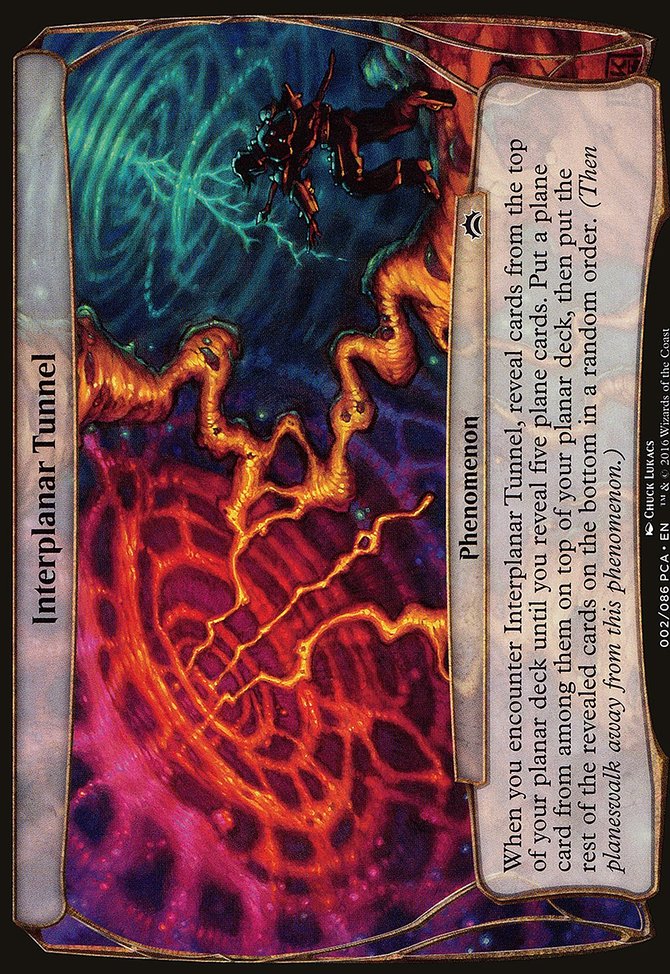 Interplanar Tunnel
Phenomenon
When you encounter Interplanar Tunnel, reveal cards from the top
of your planar deck until you reveal five plane cards. Put a plane
card from among them on top of your planar deck, then put the
rest of the revealed cards on the bottom in a random order. (Then
planeswalk away from this phenomenon.)
CHUCK LUKACS
002/086 PCA • EN ™ & © 2016 Wizards of the Coast